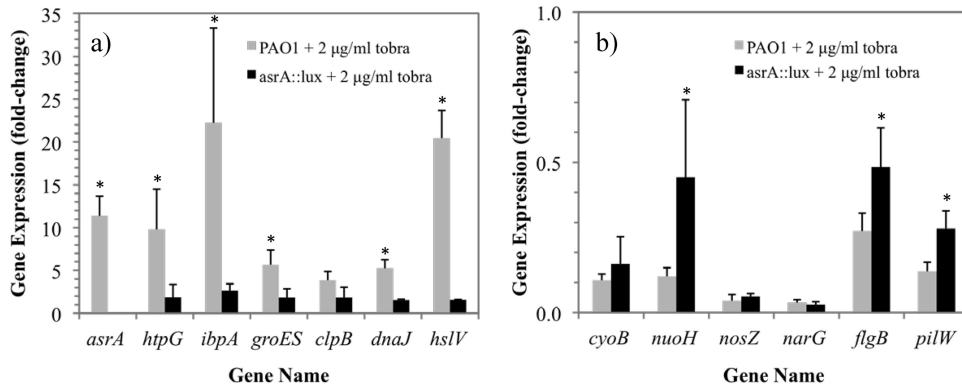 a)
PAO1 + 2 µg/ml tobra
asrA::lux + 2 µg/ml tobra
Gene Expression (fold-change)
35
30
25
20
15
10
5
0
*
*
*
*
*
*
asrA htpG ibpA groES clpB dnaJ hslV
Gene Name
b)
PAO1 + 2 µg/ml tobra
asrA::lux + 2 µg/ml tobra
Gene Expression (fold-change)
1.0
0.5
0.0
*
*
*
cyoB nuoH nosZ narG flgB pilW
Gene Name